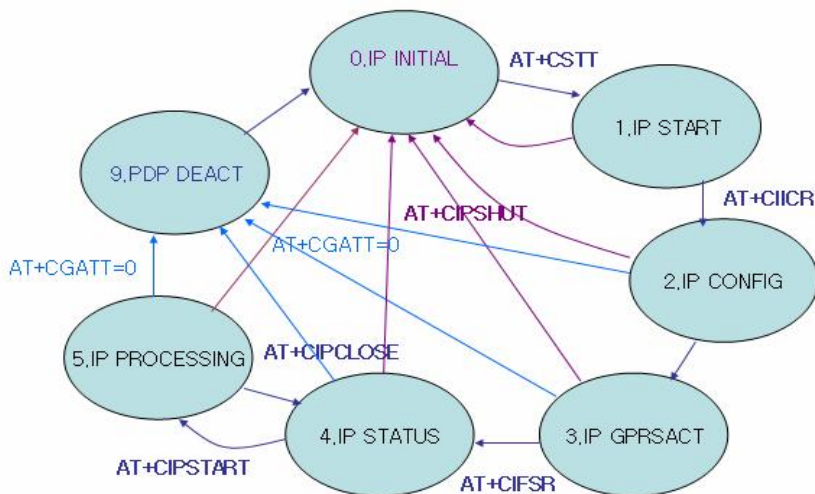 0,IP INITIAL
AT+CSTT
1,IP START
9,PDP DEACT
AT+CIPSHUT
AT+CIICR
AT+CGATT=0
AT+CGATT=0
2,IP CONFIG
5,IP PROCESSING
AT+CIPCLOSE
4,IP STATUS
3,IP GPRSACT
AT+CIPSTART
AT+CIFSR